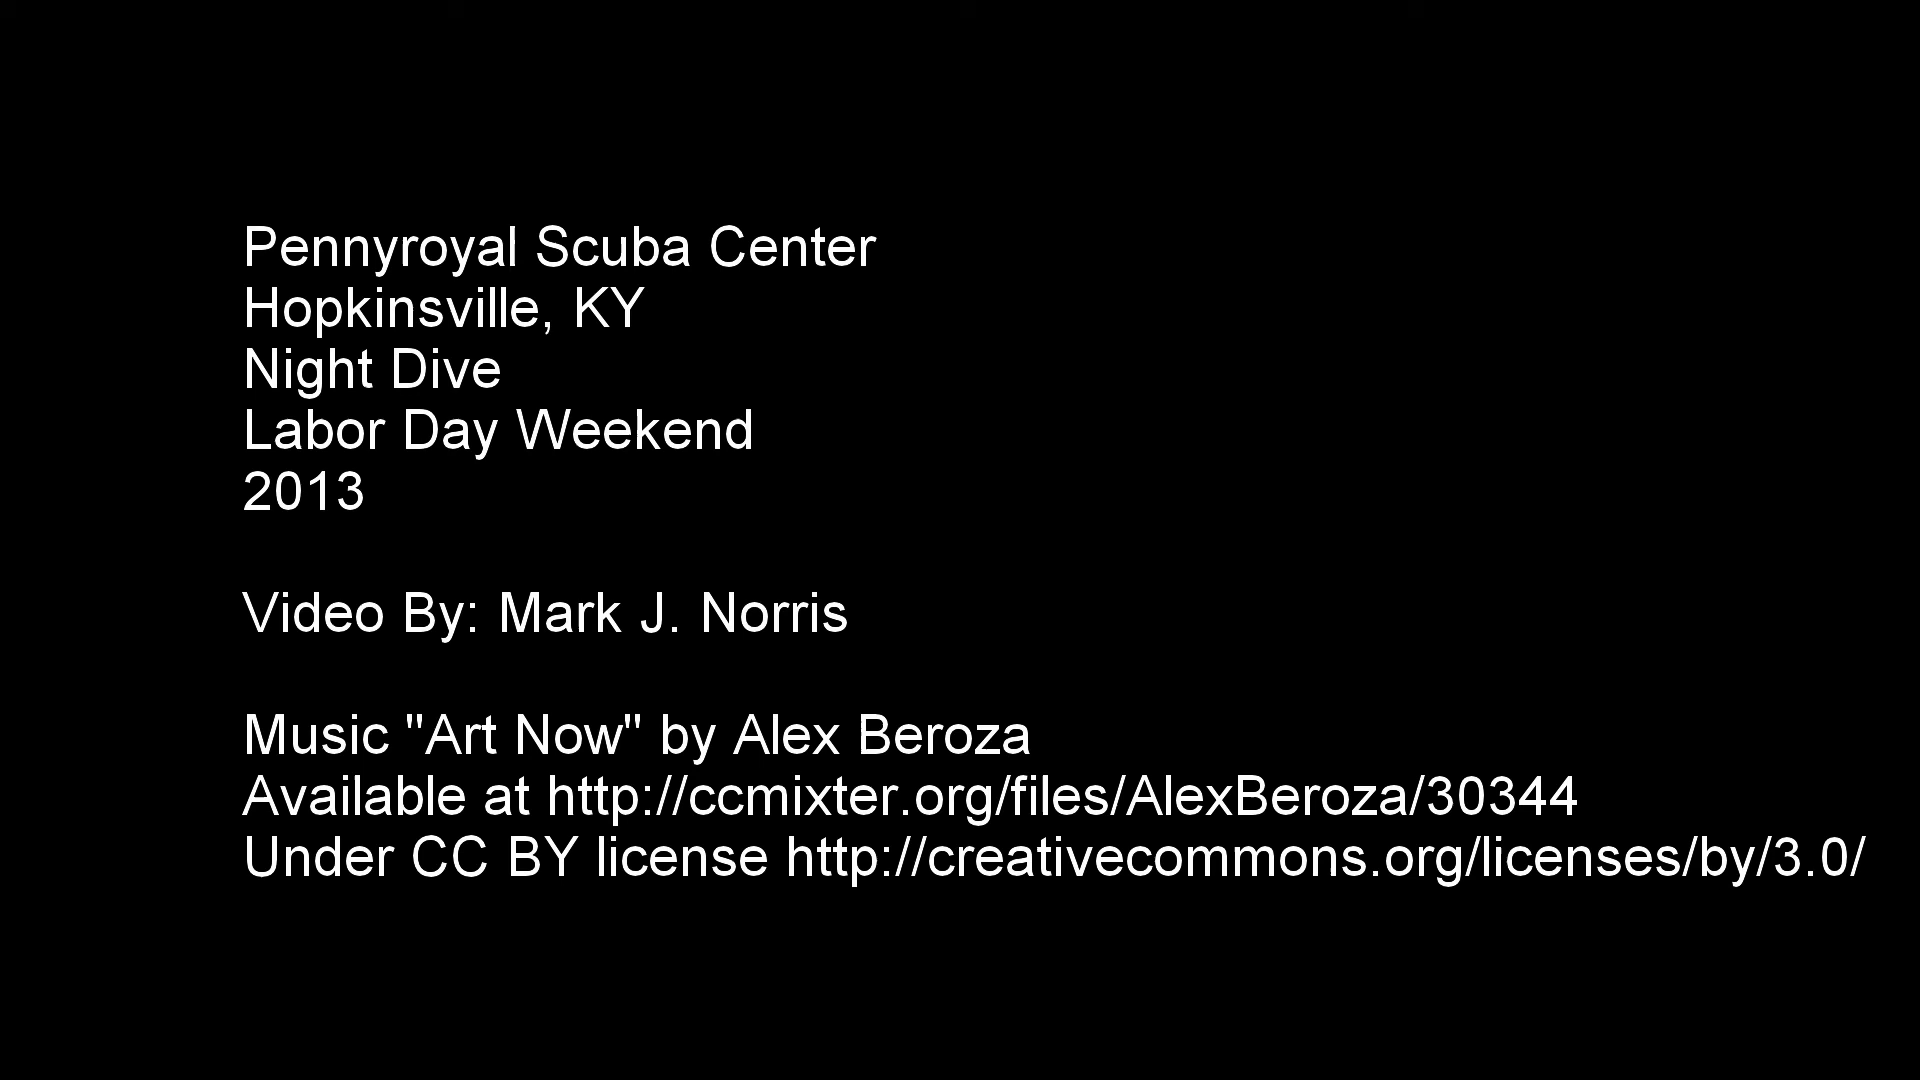 Pennyroyal Scuba Center
Hopkinsville, KY
Night Dive
Labor Day Weekend
2013
Video By: Mark J. Norris
Music "Art Now" by Alex Beroza
Available at http://ccmixter.org/files/AlexBeroza/30344
Under CC BY license http://creativecommons.org/licenses/by/3.0/